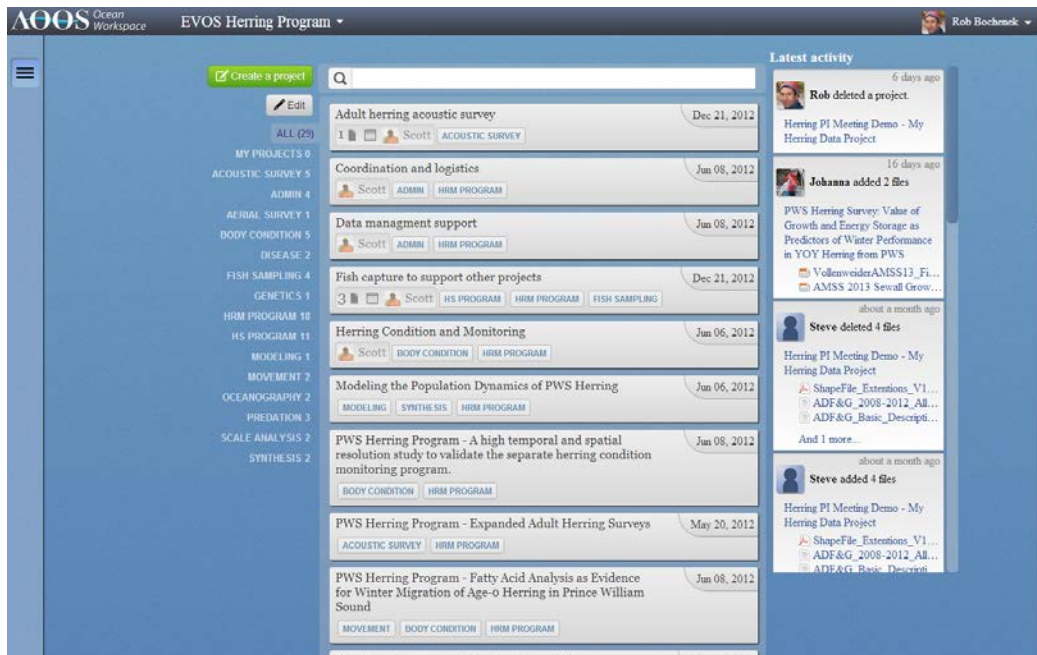 AOOS Ocean Workspace
EVOS Herring Program
Rob Bochenek
Create a project
Edit
ALL (29)
MY PROJECTS 0
ACOUSTIC SURVEY 5
ADMIN 4
AERIAL SURVEY 1
BODY CONDITION 5
DISEASE 2
FISH SAMPLING 4
GENETICS 1
HRM PROGRAM 18
HS PROGRAM 11
MODELING 1
MOVEMENT 2
OCEANOGRAPHY 2
PREDATION 3
SCALE ANALYSIS 2
SYNTHESIS 2
Adult herring acoustic survey
Dec 21, 2012
1 Scott ACOUSTIC SURVEY
Coordination and logistics
Jun 08, 2012
Scott ADMIN HRM PROGRAM
Data managment support
Jun 08, 2012
Scott ADMIN HRM PROGRAM
Fish capture to support other projects
Dec 21, 2012
3 Scott HS PROGRAM HRM PROGRAM FISH SAMPLING
Herring Condition and Monitoring
Jun 06, 2012
Scott BODY CONDITION HRM PROGRAM
Modeling the Population Dynamics of PWS Herring
Jun 06, 2012
MODELING SYNTHESIS HRM PROGRAM
PWS Herring Program - A high temporal and spatial
resolution study to validate the separate herring condition
monitoring program.
Jun 08, 2012
BODY CONDITION HRM PROGRAM
PWS Herring Program - Expanded Adult Herring Surveys
May 20, 2012
ACOUSTIC SURVEY HRM PROGRAM
PWS Herring Program - Fatty Acid Analysis as Evidence
for Winter Migration of Age-0 Herring in Prince William
Sound
Jun 08, 2012
MOVEMENT BODY CONDITION HRM PROGRAM
Latest activity
6 days ago
Rob deleted a project.
Herring PI Meeting Demo - My
Herring Data Project
16 days ago
Johanna added 2 files
PWS Herring Survey: Value of
Growth and Energy Storage as
Predictors of Winter Performance
in YOY Herring from PWS
VollenweiderAMSS13_Fi...
AMSS 2013 Sewall Grow...
about a month ago
Steve deleted 4 files
Herring PI Meeting Demo - My
Herring Data Project
ShapeFile_Extentions_V1...
ADF&G_2008-2012_All...
ADF&G_Basic_Descripti...
And 1 more...
about a month ago
Steve added 4 files
Herring PI Meeting Demo - My
Herring Data Project
ShapeFile_Extentions_V1...
ADF&G_2008-2012_All...
ADF&G Basic Descripti